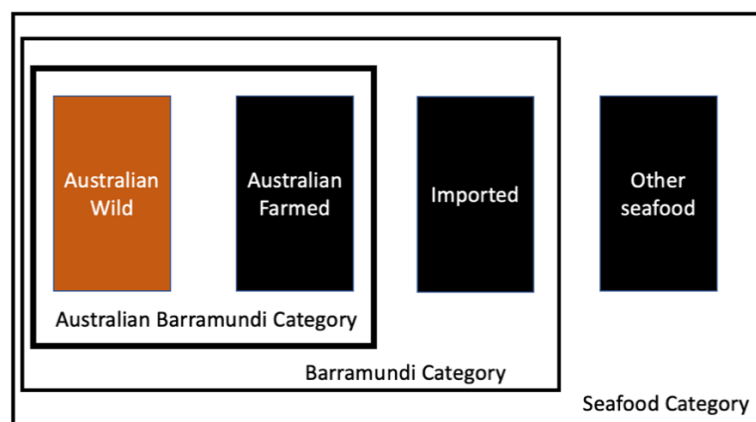 Australian
Wild
Australian
Farmed
Imported
Other
seafood
Australian Barramundi Category
Barramundi Category
Seafood Category